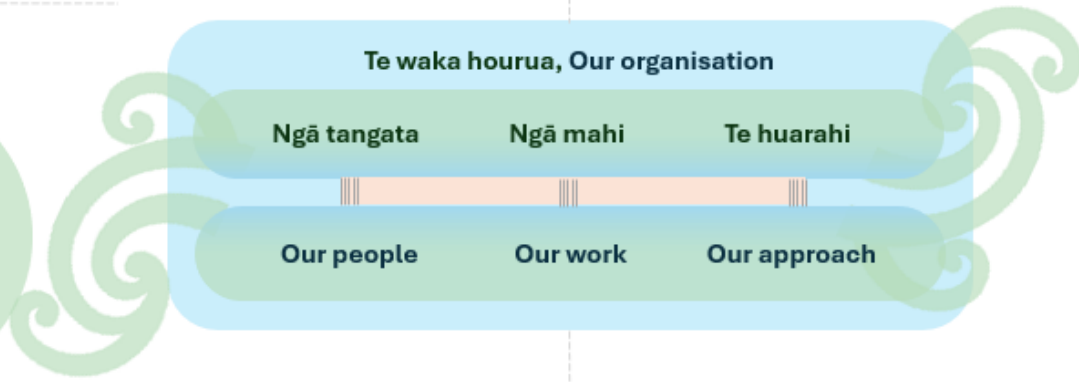 Te waka hourua, Our organisation
Ngā tangata Ngā mahi Te huarahi
Our people Our work Our approach